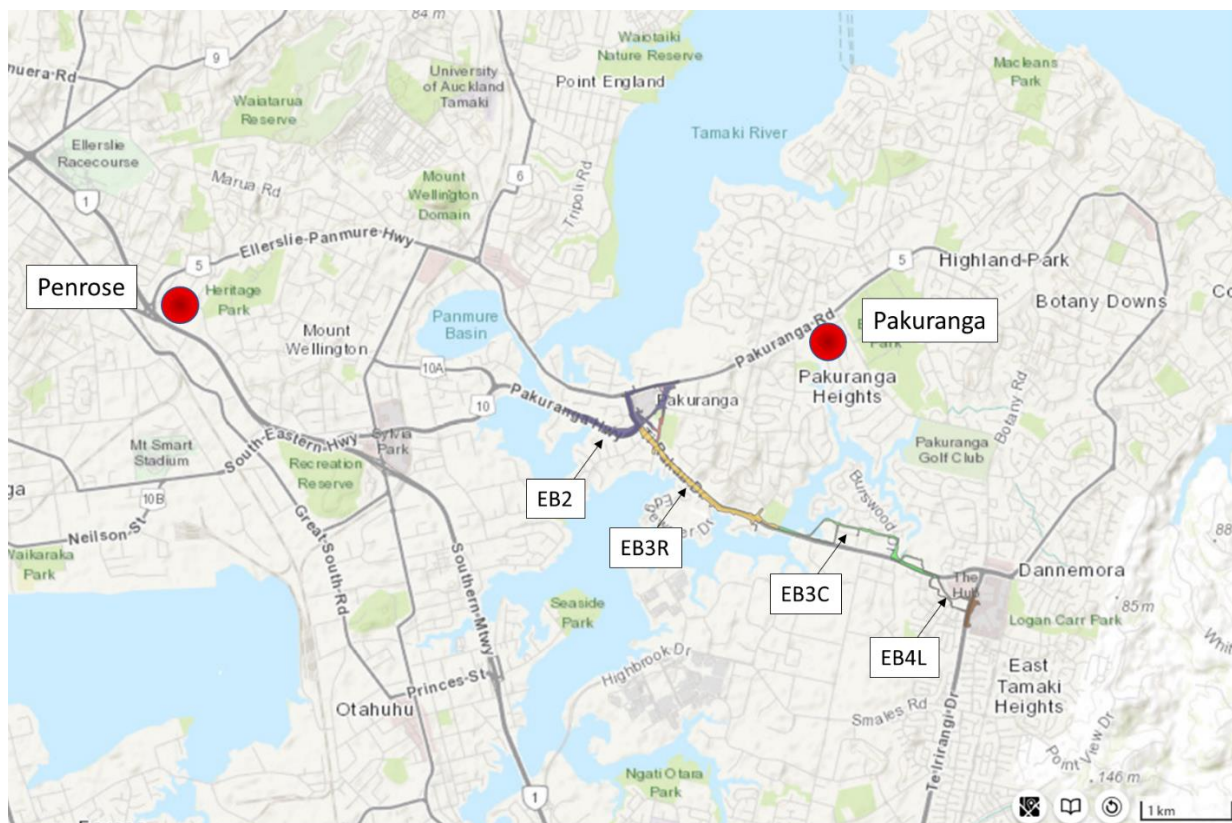 84 m
Waiotaiki
Nature Reserve
9
University
of Auckland
Tamaki
Point England
Macleans
Park
muera Rd
Waiatarua
Reserve
Tamaki River
Ellerslie
Racecourse
6
Marua Rd
Mount
Wellington
Domain
Tripoli Rd
1
Ellerslie-Panmure Hwy
5
5
Highland-Park
Penrose
Heritage
Park
Co
Botany Downs
Panmure
Basin
Pakuranga
Mount
Wellington
Pakuranga-Rd
Park
10A
Pakuranga
Heights
10
Pakuranga
Botany Rd
Pakuranga Hwy
Mt Smart
Stadium
South-Eastern-Hwy
Sylvia
Park
Pakuranga
Golf Club
Recreation
Reserve
EB2
10B
Burswood
Neilson-St
EB3R
88
Waikaraka
Park
Great-South-Rd
Southern-Mtwy
EB3C
The
Hub
Dannemora
Seaside
Park
85 m
Logan Carr Park
EB4L
Highbrook Dr
Whit
Princes-St
East
Tamaki
Heights
Otahuhu
Smales Rd
Te-Irirangi-Dr
Point View Dr
Ngati Otara
Park
146 m
1
1 km